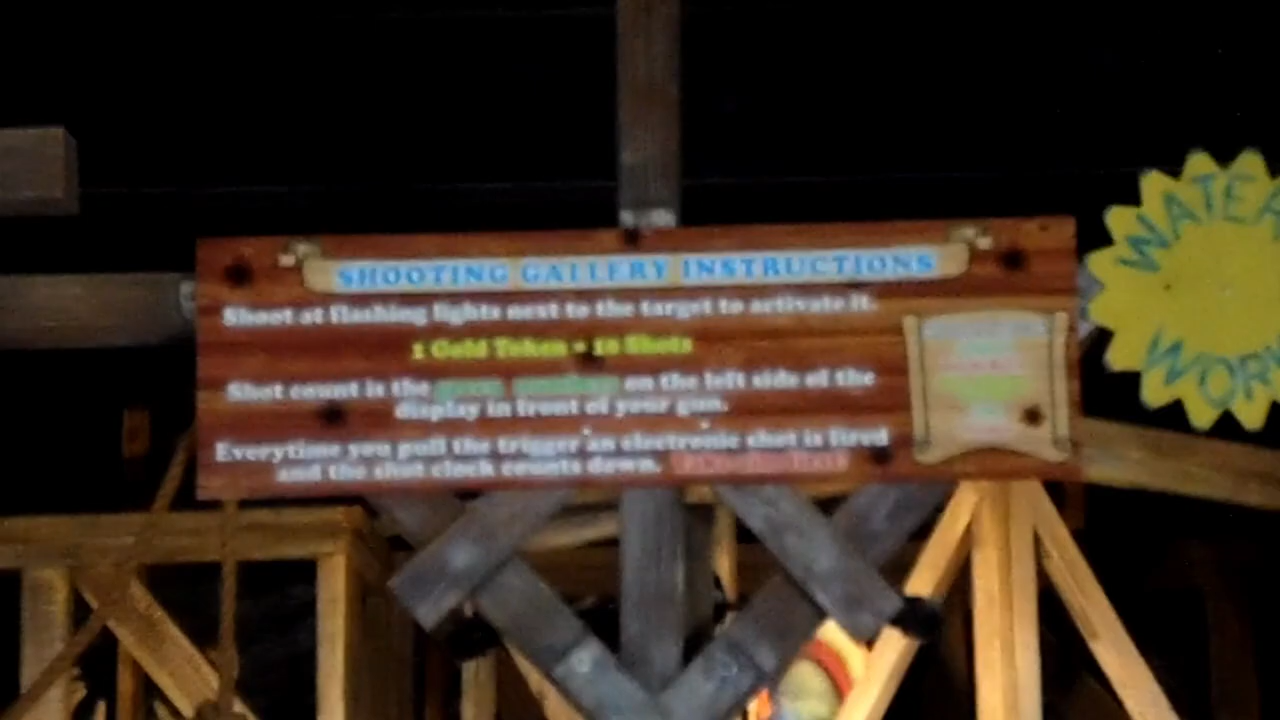 SHOOTING GALLERY INSTRUCTIONS
Shoot at flashing lights next to the target to activate it.
1 Gold Token = 10 Shots
Shot count is the green numbers on the left side of the
display in front of your gun.
Everytime you pull the trigger an electronic shot is fired
and the shot clock counts down.
WATER
WORK